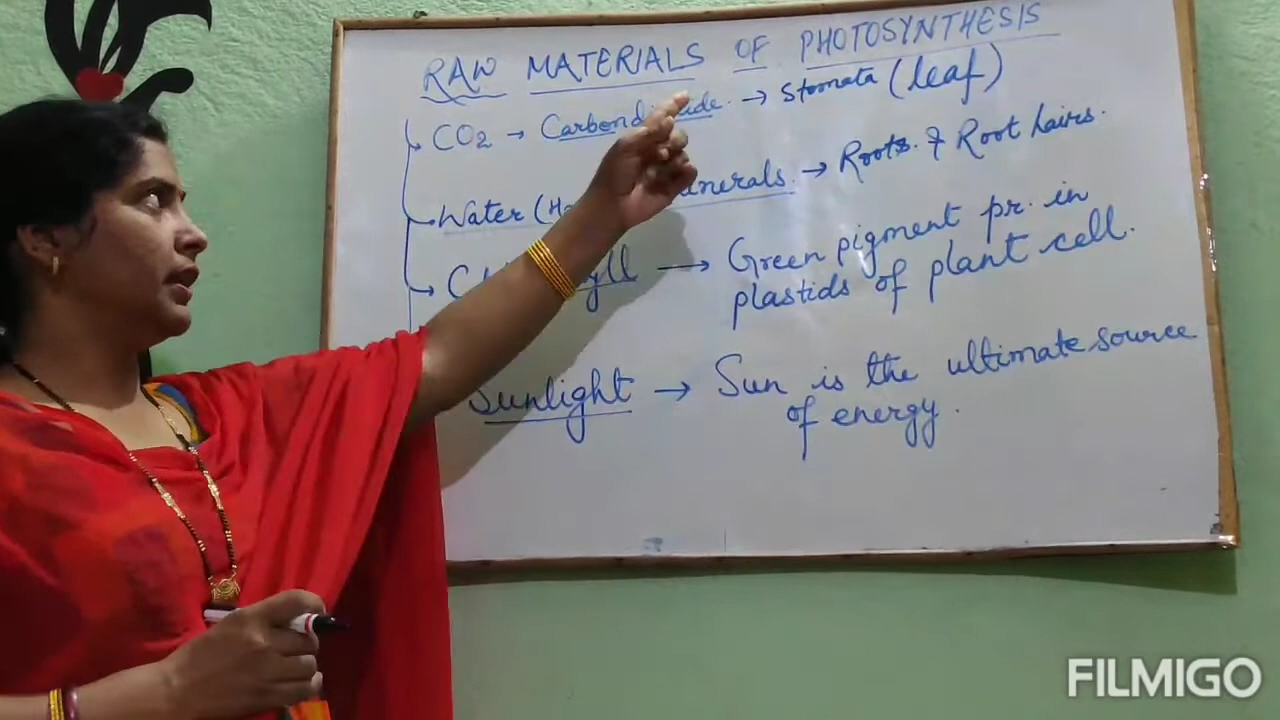 RAW MATERIALS OF PHOTOSYNTHESIS
CO2 → → Stomata (leaf)
Water → Roots & Root hairs.
→ Green pigment pr. in
plastids of plant cell.
Sunlight → Sun is the ultimate source
of energy.
FILMIGO